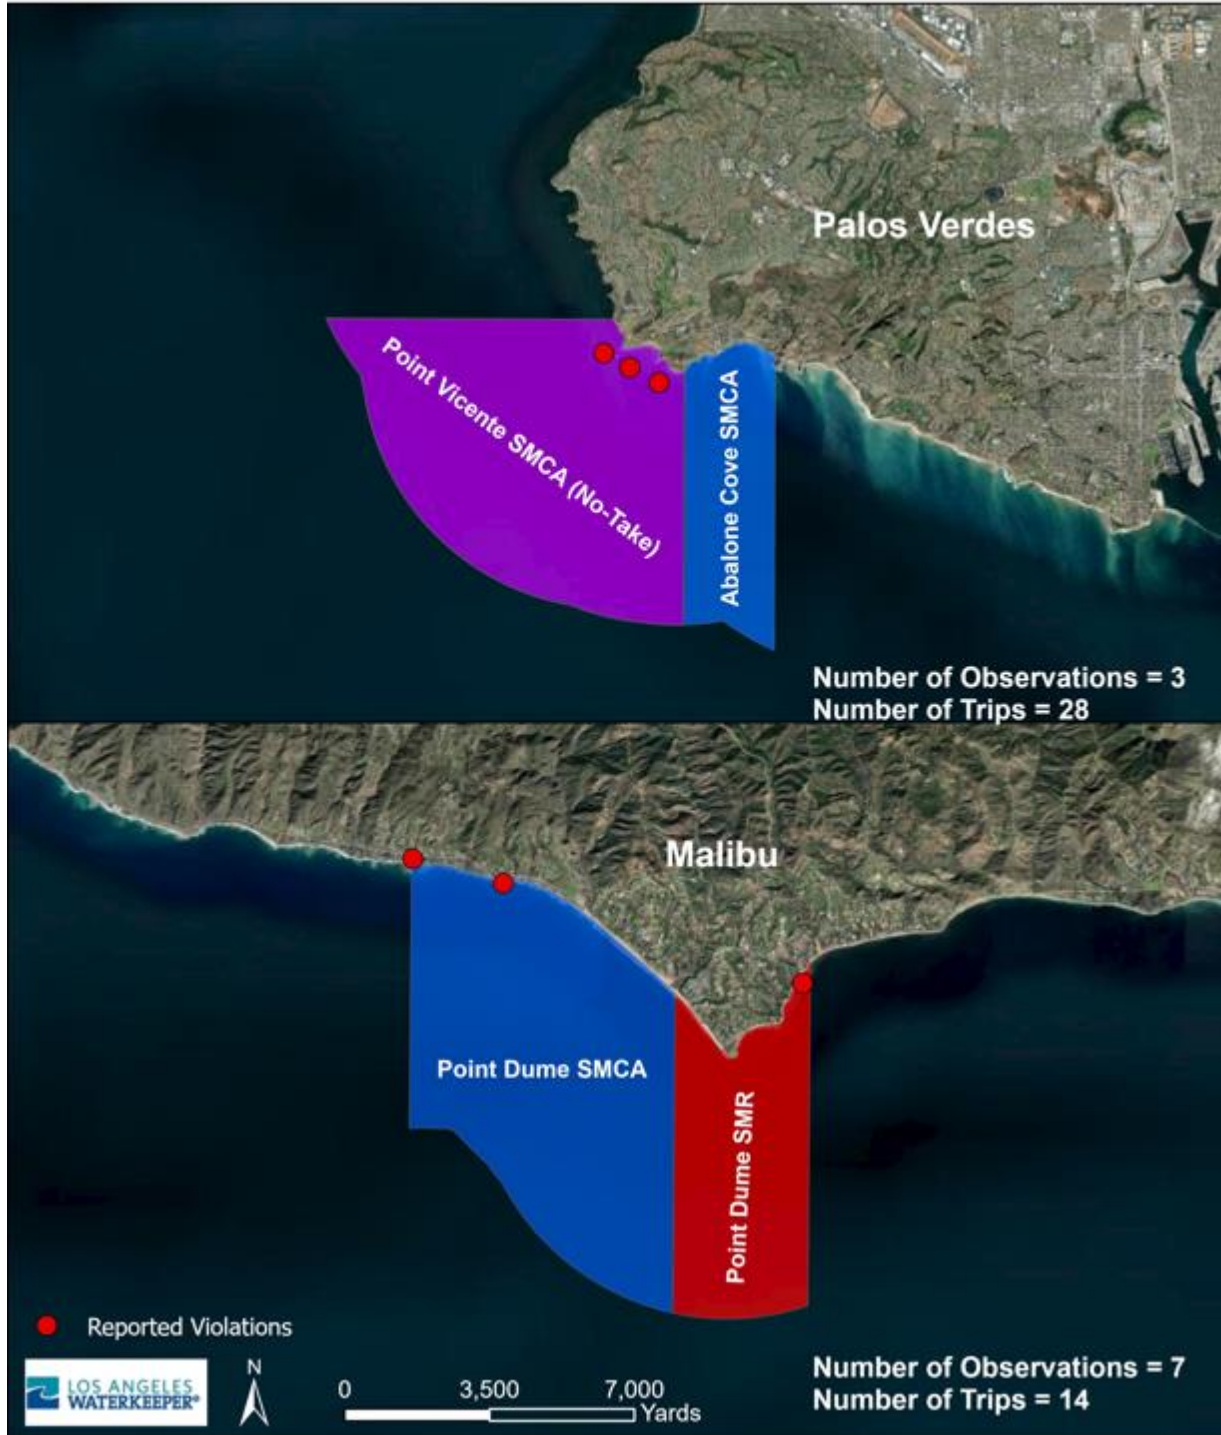 Palos Verdes
Point Vicente SMCA (No-Take)
Abalone Cove SMCA
Number of Observations = 3
Number of Trips = 28
Malibu
Point Dume SMCA
Point Dume SMR
Reported Violations
LOS ANGELES
WATERKEEPER®
N
0 3,500 7,000
Yards
Number of Observations = 7
Number of Trips = 14